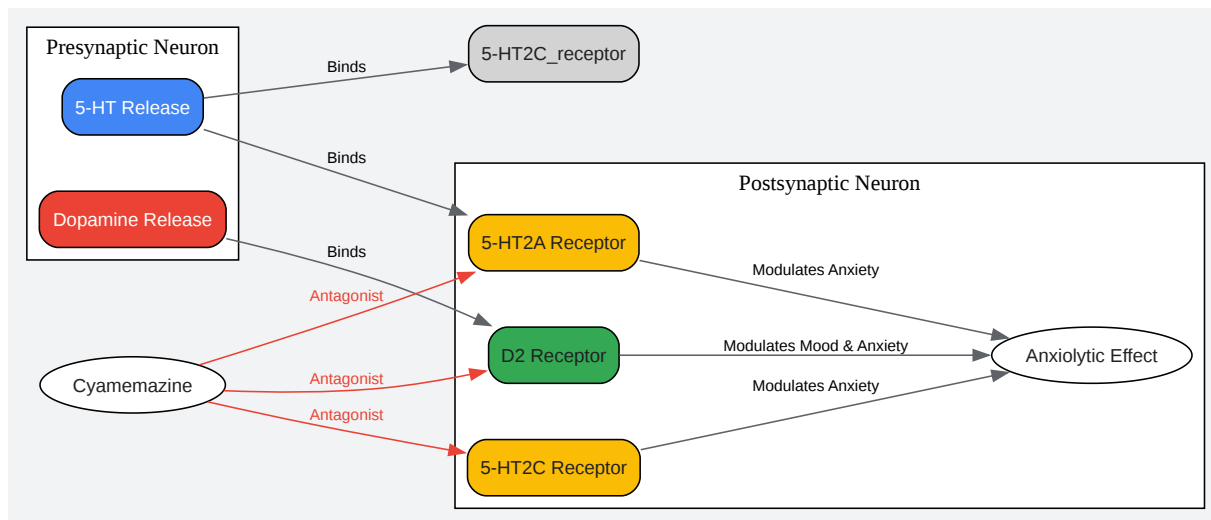 Presynaptic Neuron
5-HT Release
Dopamine Release
Cyamemazine
Binds
Binds
Binds
Antagonist
Antagonist
Antagonist
5-HT2C_receptor
Postsynaptic Neuron
5-HT2A Receptor
D2 Receptor
5-HT2C Receptor
Modulates Anxiety
Modulates Mood & Anxiety
Modulates Anxiety
Anxiolytic Effect